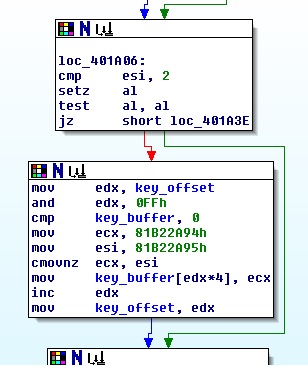 loc_401A06:
cmp esi, 2
setz al
test al, al
jz short loc_401A3E
mov edx, key_offset
and edx, 0FFh
cmp key_buffer, 0
mov ecx, 81B22A94h
mov esi, 81B22A95h
cmovnz ecx, esi
mov key_buffer[edx*4], ecx
inc edx
mov key_offset, edx